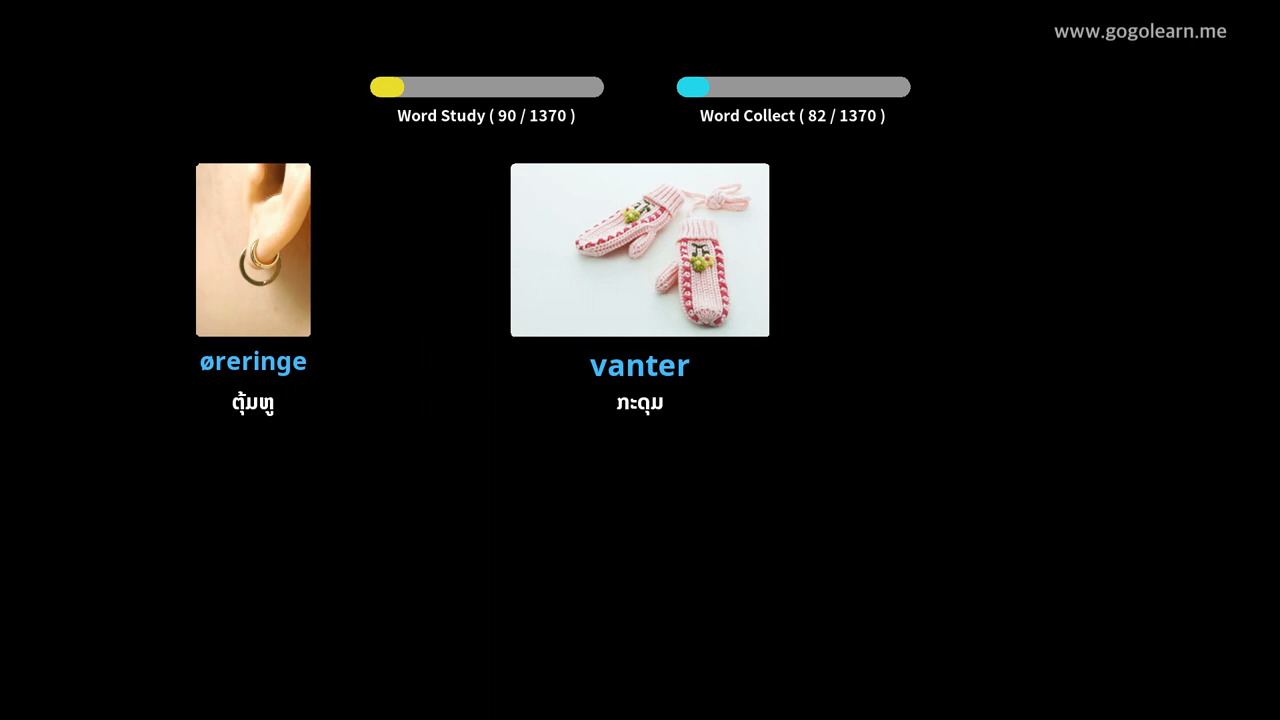 www.gogolearn.me
Word Study ( 90 / 1370 )
Word Collect ( 82 / 1370 )
øreringe
vanter
ຕຸ້ມຫູ
ກະດຸມ